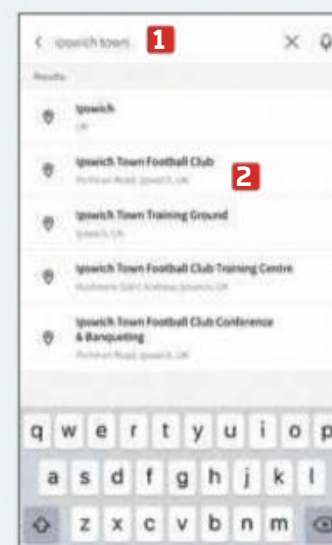 ipswich town 1
Results
Ipswich
UK
Ipswich Town Football Club
Portman Road, Ipswich, UK 2
Ipswich Town Training Ground
Ipswich, UK
Ipswich Town Football Club Training Centre
Ipswich, UK
Ipswich Town Football Club Conference
& Banqueting
Portman Road, Ipswich, UK
q w e r t y u i o p
a s d f g h j k l
z x c v b n m